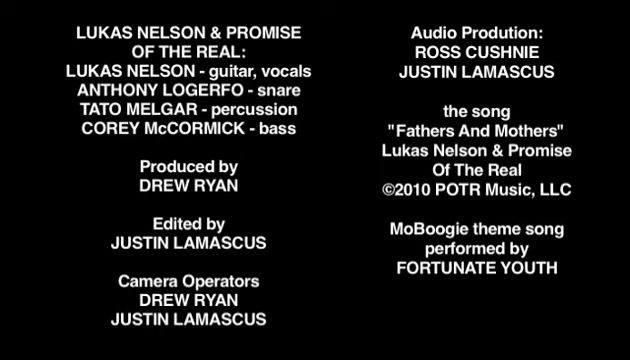 LUKAS NELSON & PROMISE
OF THE REAL:
LUKAS NELSON - guitar, vocals
ANTHONY LOGERFO - snare
TATO MELGAR - percussion
COREY McCORMICK - bass
Produced by
DREW RYAN
Edited by
JUSTIN LAMASCUS
Camera Operators
DREW RYAN
JUSTIN LAMASCUS
Audio Prodution:
ROSS CUSHNIE
JUSTIN LAMASCUS
the song
"Fathers And Mothers"
Lukas Nelson & Promise
Of The Real
©2010 POTR Music, LLC
MoBoogie theme song
performed by
FORTUNATE YOUTH